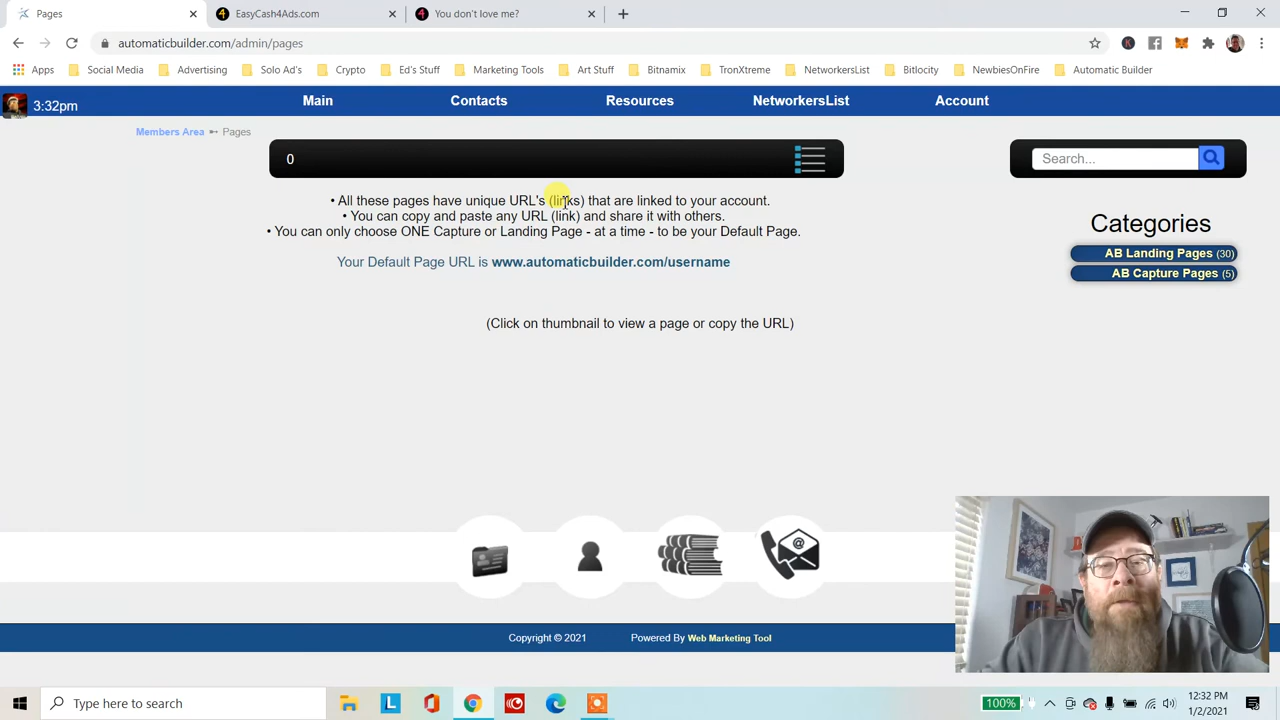 Pages
EasyCash4Ads.com
You don't love me?
automaticbuilder.com/admin/pages
Apps
Social Media
Advertising
Solo Ad's
Crypto
Ed's Stuff
Marketing Tools
Art Stuff
Bitnamix
TronXtreme
NetworkersList
Bitlocity
NewbiesOnFire
Automatic Builder
3:32pm
Main
Contacts
Resources
NetworkersList
Account
Members Area ➸ Pages
0
Search...
• All these pages have unique URL's (links) that are linked to your account.
• You can copy and paste any URL (link) and share it with others.
• You can only choose ONE Capture or Landing Page - at a time - to be your Default Page.
Your Default Page URL is www.automaticbuilder.com/username
Categories
AB Landing Pages (30)
AB Capture Pages (5)
(Click on thumbnail to view a page or copy the URL)
Copyright © 2021
Powered By Web Marketing Tool
Type here to search
100%
12:32 PM
1/2/2021